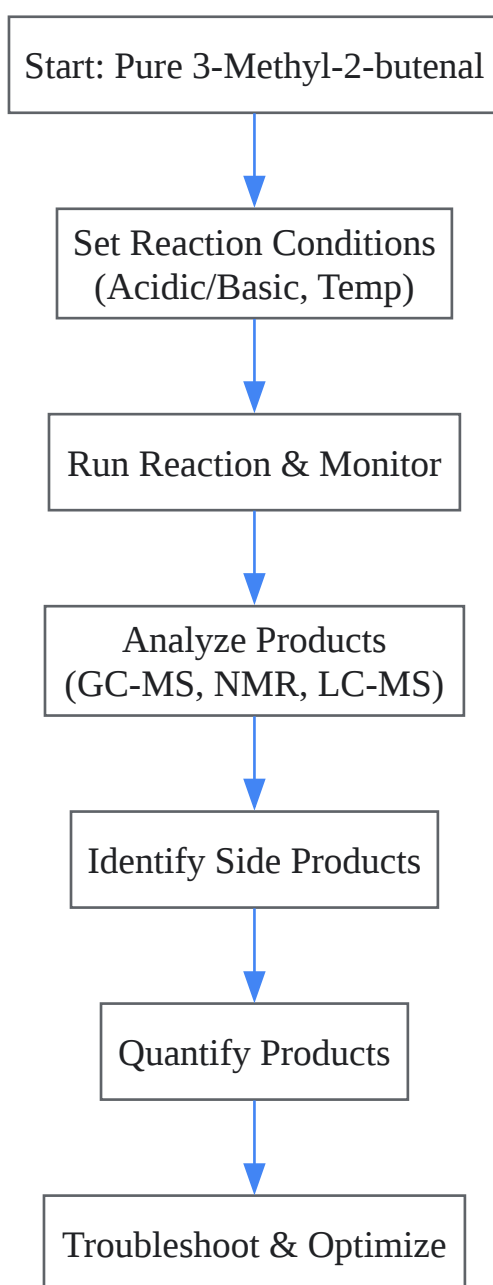 Start: Pure 3-Methyl-2-butenal
Set Reaction Conditions
(Acidic/Basic, Temp)
Run Reaction & Monitor
Analyze Products
(GC-MS, NMR, LC-MS)
Identify Side Products
Quantify Products
Troubleshoot & Optimize